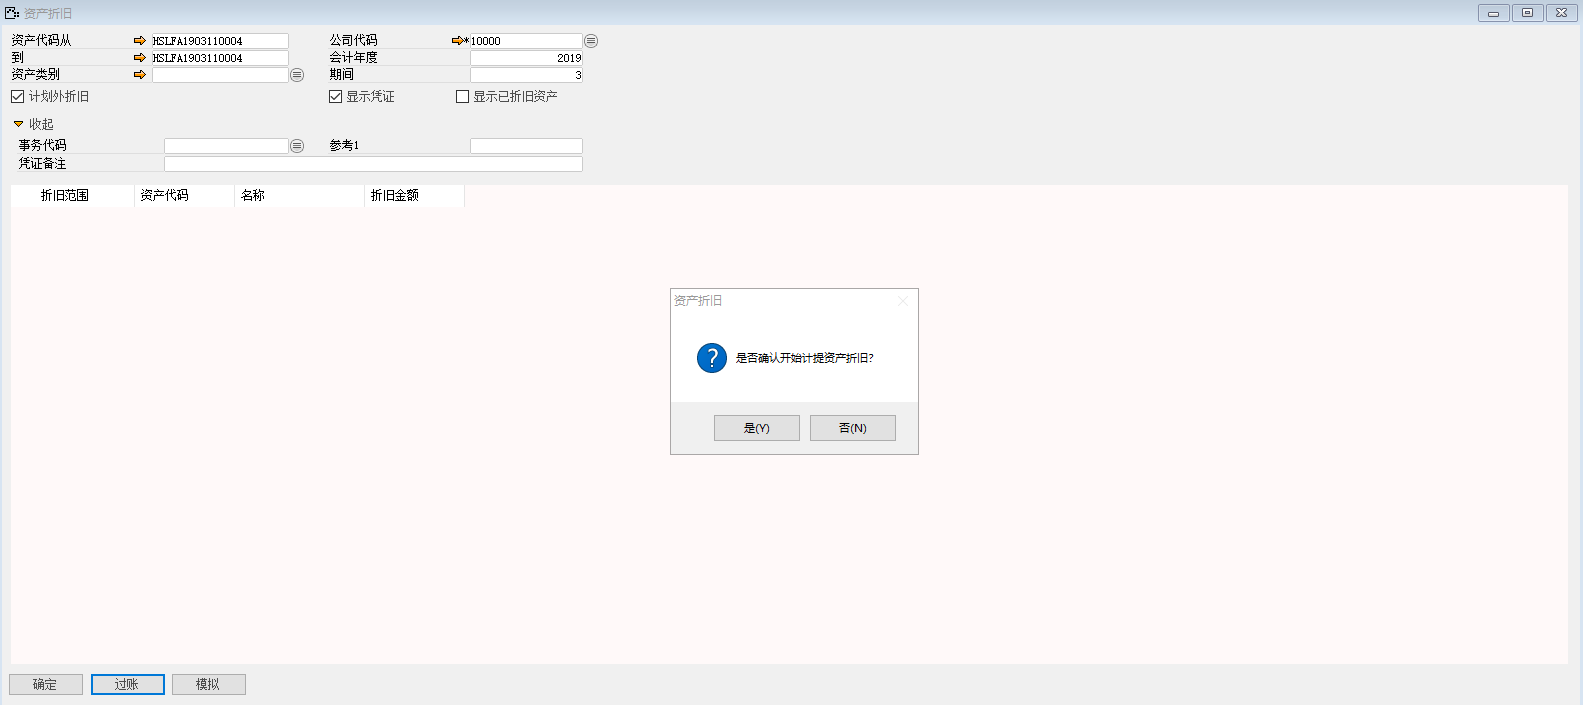 资产折旧
资产代码从 HSLFA1903110004 公司代码 *10000
到 HSLFA1903110004 会计年度 2019
资产类别 期间 3
计划外折旧 显示凭证 显示已折旧资产
收起
事务代码 参考1
凭证备注
折旧范围 资产代码 名称 折旧金额
资产折旧
是否确认开始计提资产折旧?
是(Y) 否(N)
确定 过账 模拟